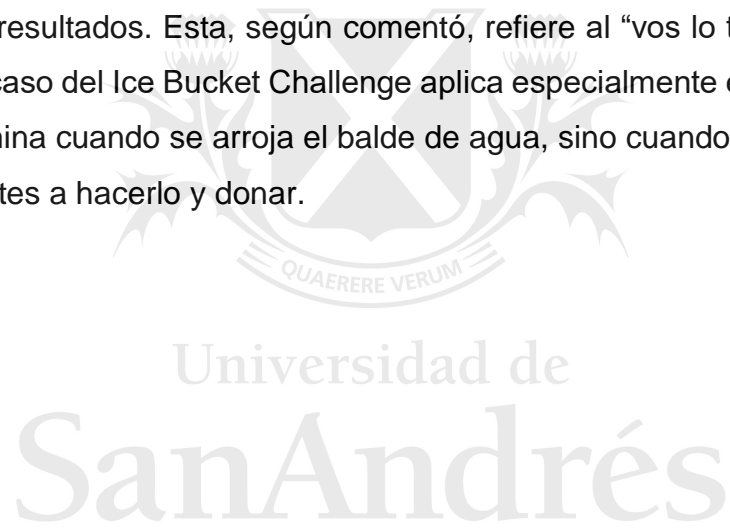 resultados. Esta, según comentó, refiere al “vos lo t
caso del Ice Bucket Challenge aplica especialmente
ina cuando se arroja el balde de agua, sino cuando
tes a hacerlo y donar.
QUAERERE VERUM
Universidad de
SanAndrés